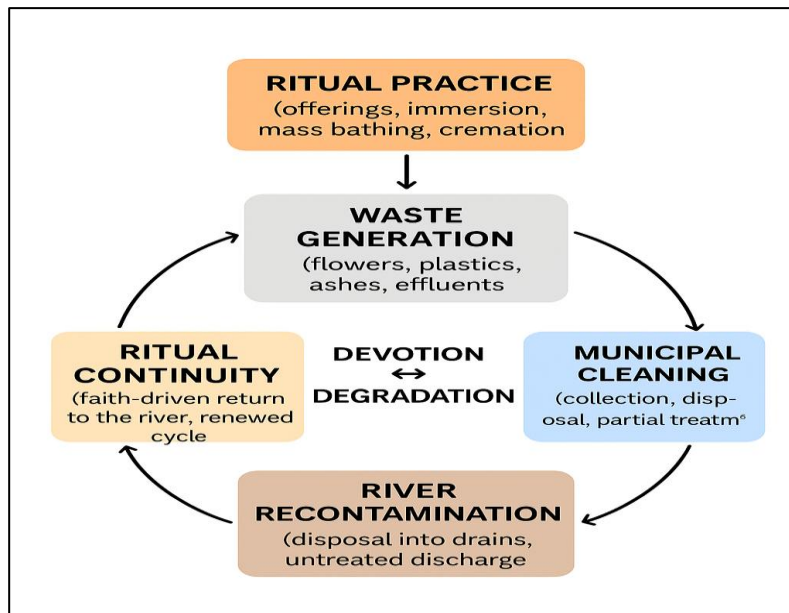 RITUAL PRACTICE
(offerings, immersion,
mass bathing, cremation
WASTE
GENERATION
(flowers, plastics,
ashes, effluents
RITUAL
CONTINUITY
(faith-driven return
to the river, renewed
cycle
DEVOTION
↔
DEGRADATION
MUNICIPAL
CLEANING
(collection, disp-
osal, partial treatm⁶
RIVER
RECONTAMINATION
(disposal into drains,
untreated discharge